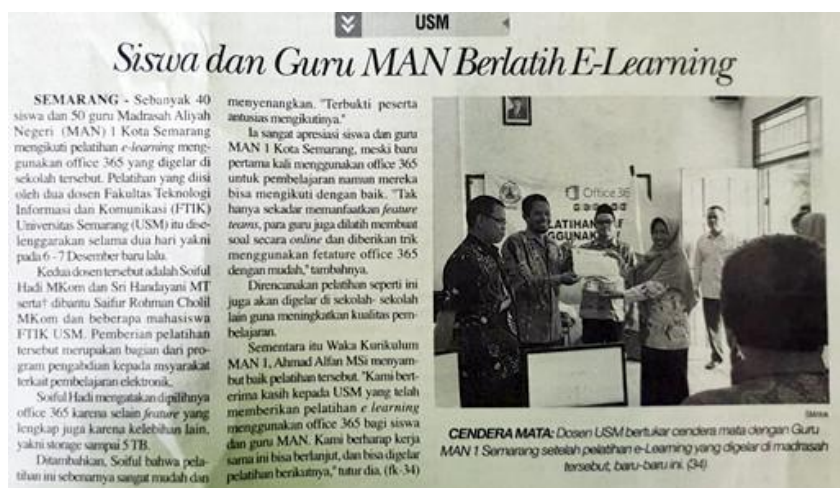 USM
Siswa dan Guru MAN Berlatih E-Learning
SEMARANG - Sebanyak 40
siswa dan 50 guru Madrasah Aliyah
Negeri (MAN) 1 Kota Semarang
mengikuti pelatihan e-learning meng-
gunakan office 365 yang digelar di
sekolah tersebut. Pelatihan yang diisi
oleh dua dosen Fakultas Teknologi
Informasi dan Komunikasi (FTIK)
Universitas Semarang (USM) itu dise-
lenggarakan selama dua hari yakni
pada 6 - 7 Desember baru lalu.
Kedua dosen tersebut adalah Soiful
Hadi MKom dan Sri Handayani MT
serta† dibantu Saifur Rohman Cholil
MKom dan beberapa mahasiswa
FTIK USM. Pemberian pelatihan
tersebut merupakan bagian dari pro-
gram pengabdian kepada msyarakat
terkait pembelajaran elektronik.
Soiful Hadi mengatakan dipilihnya
office 365 karena selain feature yang
lengkap juga karena kelebihan lain,
yakni storage sampai 5 TB.
Ditambahkan, Soiful bahwa pela-
tihan ini sebenarnya sangat mudah dan
menyenangkan. "Terbukti peserta
antusias mengikutinya."
Ia sangat apresiasi siswa dan guru
MAN 1 Kota Semarang, meski baru
pertama kali menggunakan office 365
untuk pembelajaran namun mereka
bisa mengikuti dengan baik. "Tak
hanya sekadar memanfaatkan feature
teams, para guru juga dilatih membuat
soal secara online dan diberikan trik
menggunakan fetature office 365
dengan mudah," tambahnya.
Direncanakan pelatihan seperti ini
juga akan digelar di sekolah- sekolah
lain guna meningkatkan kualitas pem-
belajaran.
Sementara itu Waka Kurikulum
MAN 1, Ahmad Alfan MSi menyam-
but baik pelatihan tersebut. "Kami bert-
erima kasih kepada USM yang telah
memberikan pelatihan e learning
menggunakan office 365 bagi siswa
dan guru MAN. Kami berharap kerja
sama ini bisa berlanjut, dan bisa digelar
pelatihan berikutnya," tutur dia. (fk-34)
Office 36
LATIHAN
GGUNAK
CENDERA MATA: Dosen USM bertukar cendera mata dengan Guru
MAN 1 Semarang setelah pelatihan e-Learning yang digelar di madrasah
tersebut, baru-baru ini. (34)